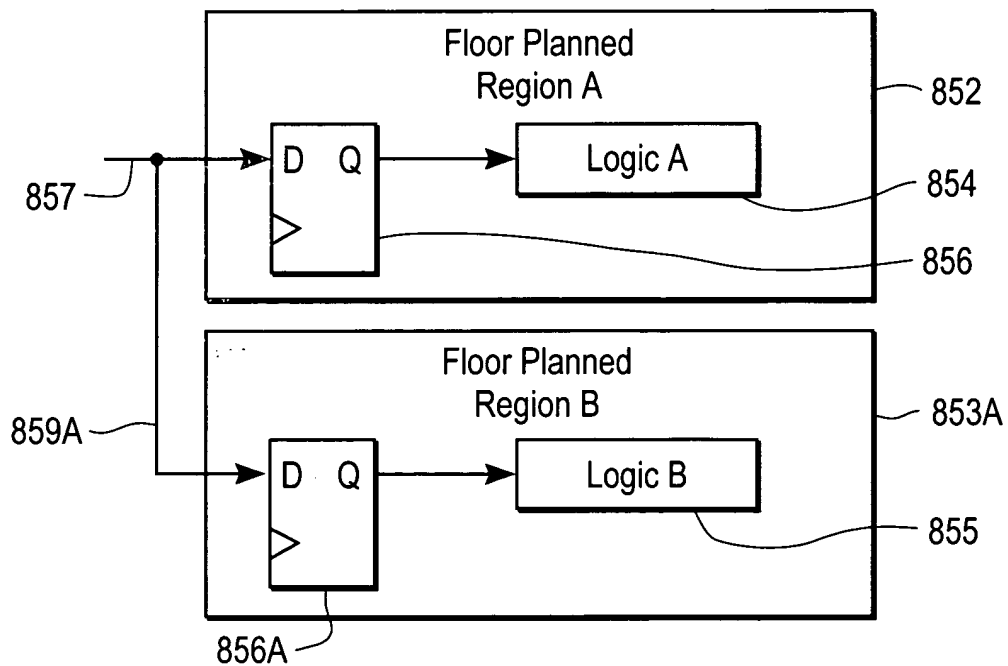 Floor Planned
Region A
852
D Q
Logic A
857
854
856
Floor Planned
Region B
853A
859A
D Q
Logic B
855
856A